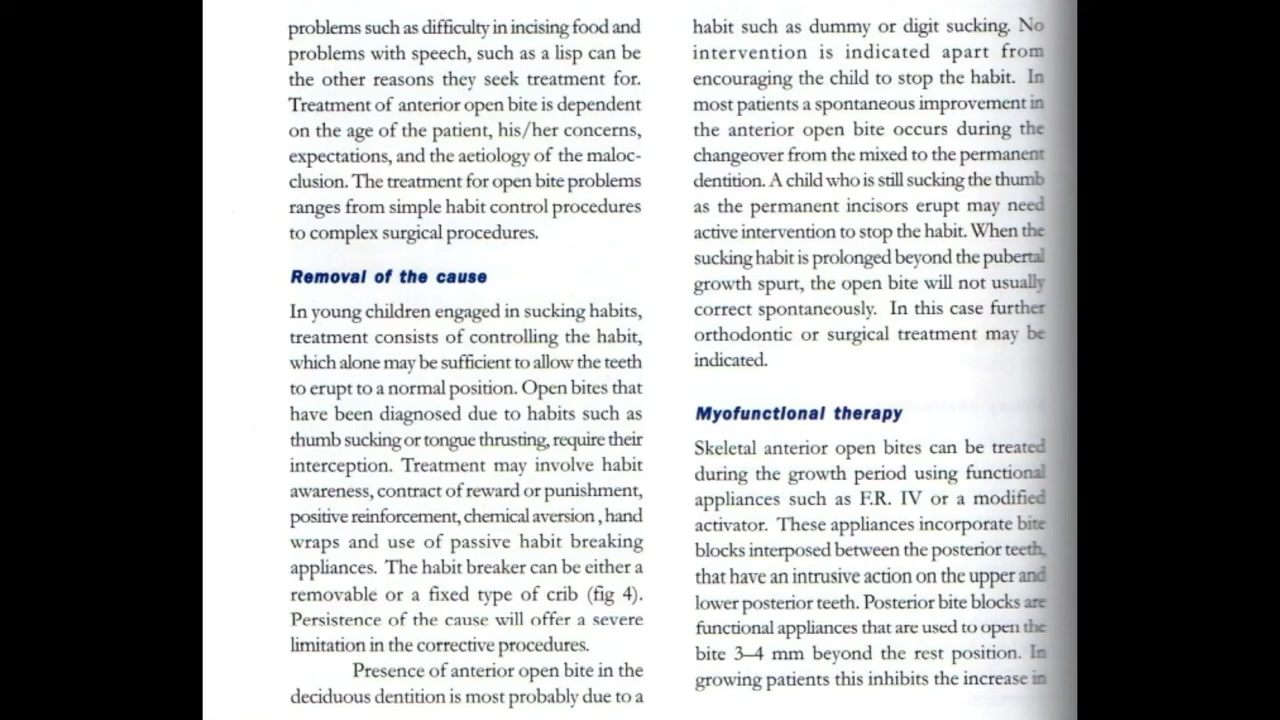 problems such as difficulty in incising food and
problems with speech, such as a lisp can be
the other reasons they seek treatment for.
Treatment of anterior open bite is dependent
on the age of the patient, his/her concerns,
expectations, and the aetiology of the maloc-
clusion. The treatment for open bite problems
ranges from simple habit control procedures
to complex surgical procedures.
Removal of the cause
In young children engaged in sucking habits,
treatment consists of controlling the habit,
which alone may be sufficient to allow the teeth
to erupt to a normal position. Open bites that
have been diagnosed due to habits such as
thumb sucking or tongue thrusting, require their
interception. Treatment may involve habit
awareness, contract of reward or punishment,
positive reinforcement, chemical aversion , hand
wraps and use of passive habit breaking
appliances. The habit breaker can be either a
removable or a fixed type of crib (fig 4).
Persistence of the cause will offer a severe
limitation in the corrective procedures.
Presence of anterior open bite in the
deciduous dentition is most probably due to a
habit such as dummy or digit sucking. No
intervention is indicated apart from
encouraging the child to stop the habit. In
most patients a spontaneous improvement in
the anterior open bite occurs during the
changeover from the mixed to the permanent
dentition. A child who is still sucking the thumb
as the permanent incisors erupt may need
active intervention to stop the habit. When the
sucking habit is prolonged beyond the pubertal
growth spurt, the open bite will not usually
correct spontaneously. In this case further
orthodontic or surgical treatment may be
indicated.
Myofunctional therapy
Skeletal anterior open bites can be treated
during the growth period using functional
appliances such as F.R. IV or a modified
activator. These appliances incorporate bite
blocks interposed between the posterior teeth,
that have an intrusive action on the upper and
lower posterior teeth. Posterior bite blocks are
functional appliances that are used to open the
bite 3–4 mm beyond the rest position. In
growing patients this inhibits the increase in